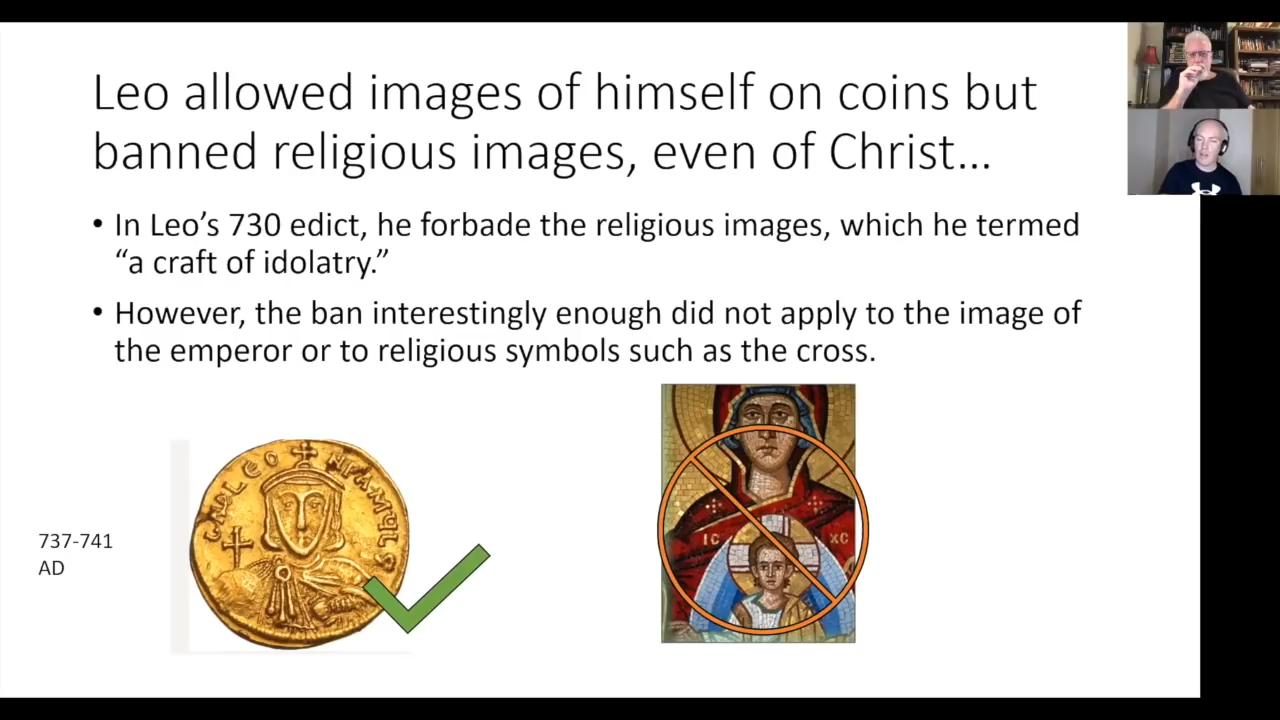 Leo allowed images of himself on coins but
banned religious images, even of Christ...
• In Leo’s 730 edict, he forbade the religious images, which he termed
“a craft of idolatry.”
• However, the ban interestingly enough did not apply to the image of
the emperor or to religious symbols such as the cross.
737-741
AD
IC XC